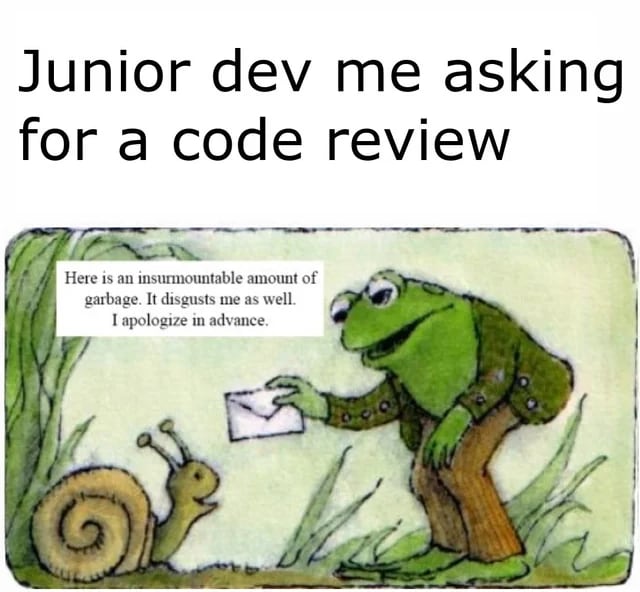 Junior dev me asking
for a code review
Here is an insurmountable amount of
garbage. It disgusts me as well.
I apologize in advance.